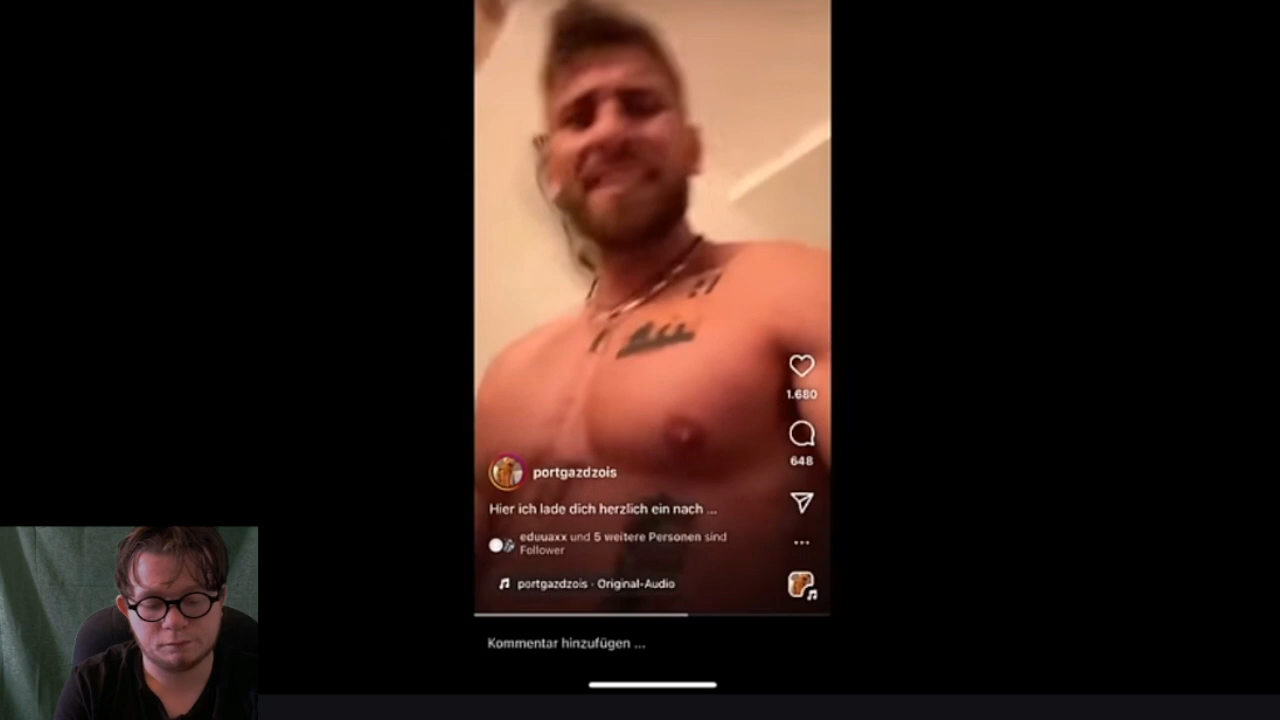 1.680
648
portgazdzois
Hier ich lade dich herzlich ein nach ...
eduuaxx und 5 weitere Personen sind
Follower
portgazdzois · Original-Audio
Kommentar hinzufügen ...